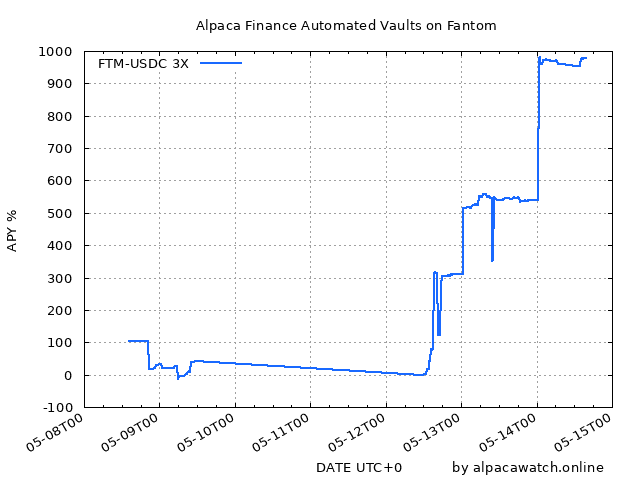 Alpaca Finance Automated Vaults on Fantom
FTM-USDC 3X
APY %
1000
900
800
700
600
500
400
300
200
100
0
-100
05-08T00
05-09T00
05-10T00
05-11T00
05-12T00
05-13T00
05-14T00
05-15T00
DATE UTC+0
by alpacawatch.online